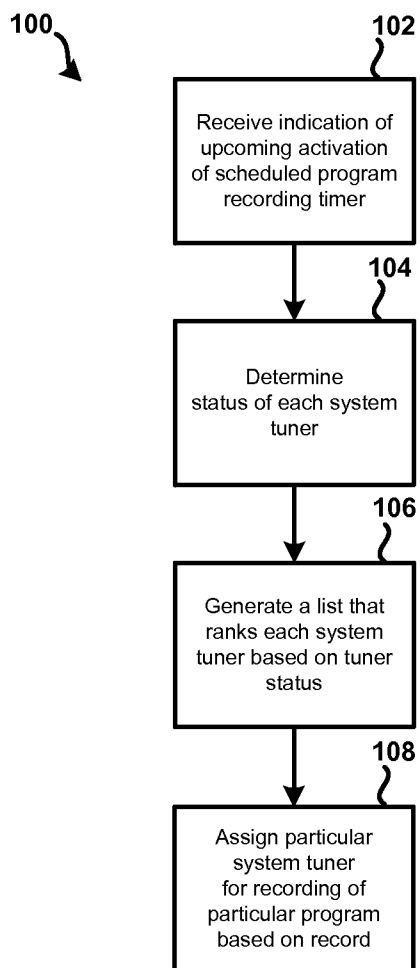 100
102
Receive indication of
upcoming activation
of scheduled program
recording timer
104
Determine
status of each system
tuner
106
Generate a list that
ranks each system
tuner based on tuner
status
108
Assign particular
system tuner
for recording of
particular program
based on record